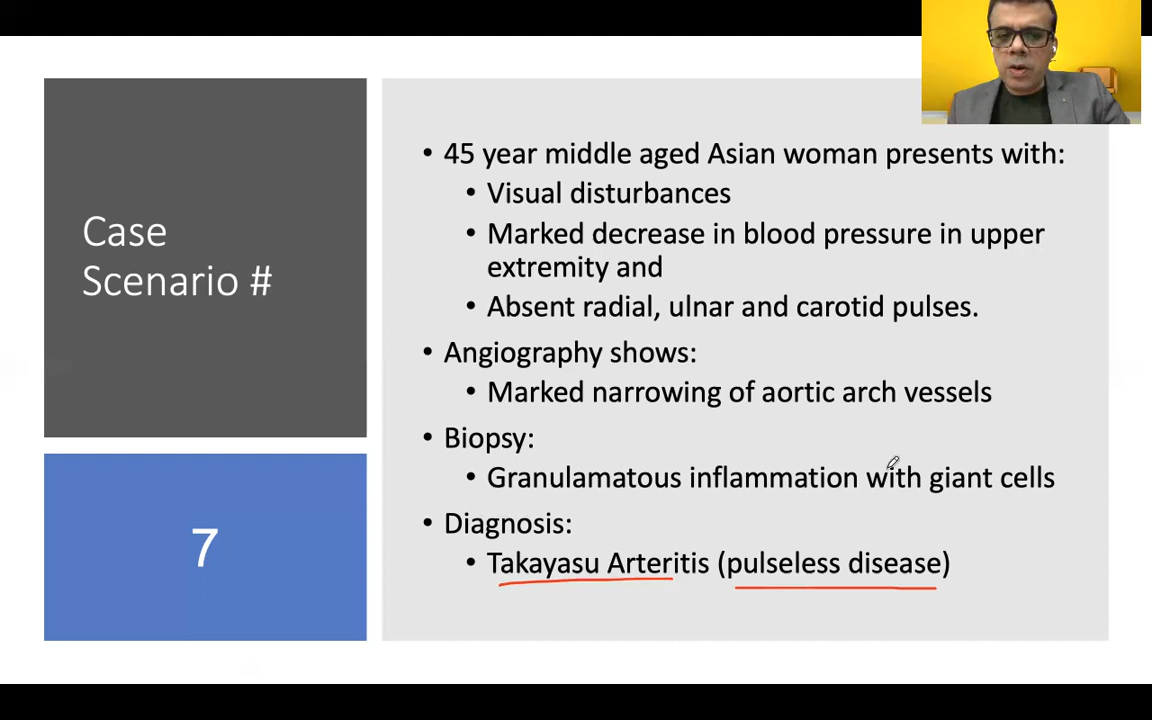 Case
Scenario #
7
• 45 year middle aged Asian woman presents with:
• Visual disturbances
• Marked decrease in blood pressure in upper
extremity and
• Absent radial, ulnar and carotid pulses.
• Angiography shows:
• Marked narrowing of aortic arch vessels
• Biopsy:
• Granulamatous inflammation with giant cells
• Diagnosis:
• Takayasu Arteritis (pulseless disease)